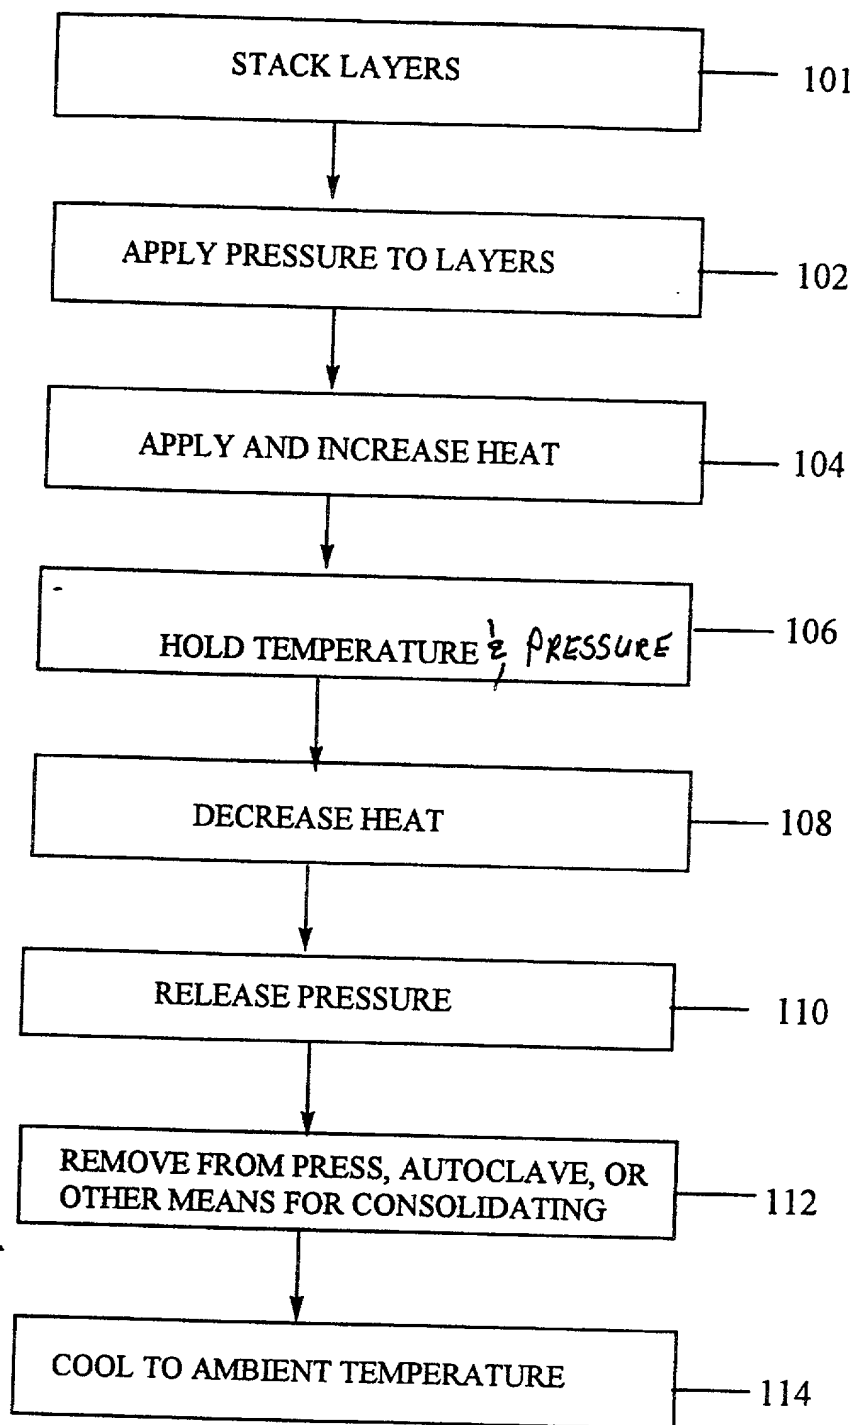 STACK LAYERS
101
APPLY PRESSURE TO LAYERS
102
APPLY AND INCREASE HEAT
104
HOLD TEMPERATURE & PRESSURE
106
DECREASE HEAT
108
RELEASE PRESSURE
110
REMOVE FROM PRESS, AUTOCLAVE, OR
OTHER MEANS FOR CONSOLIDATING
112
COOL TO AMBIENT TEMPERATURE
114